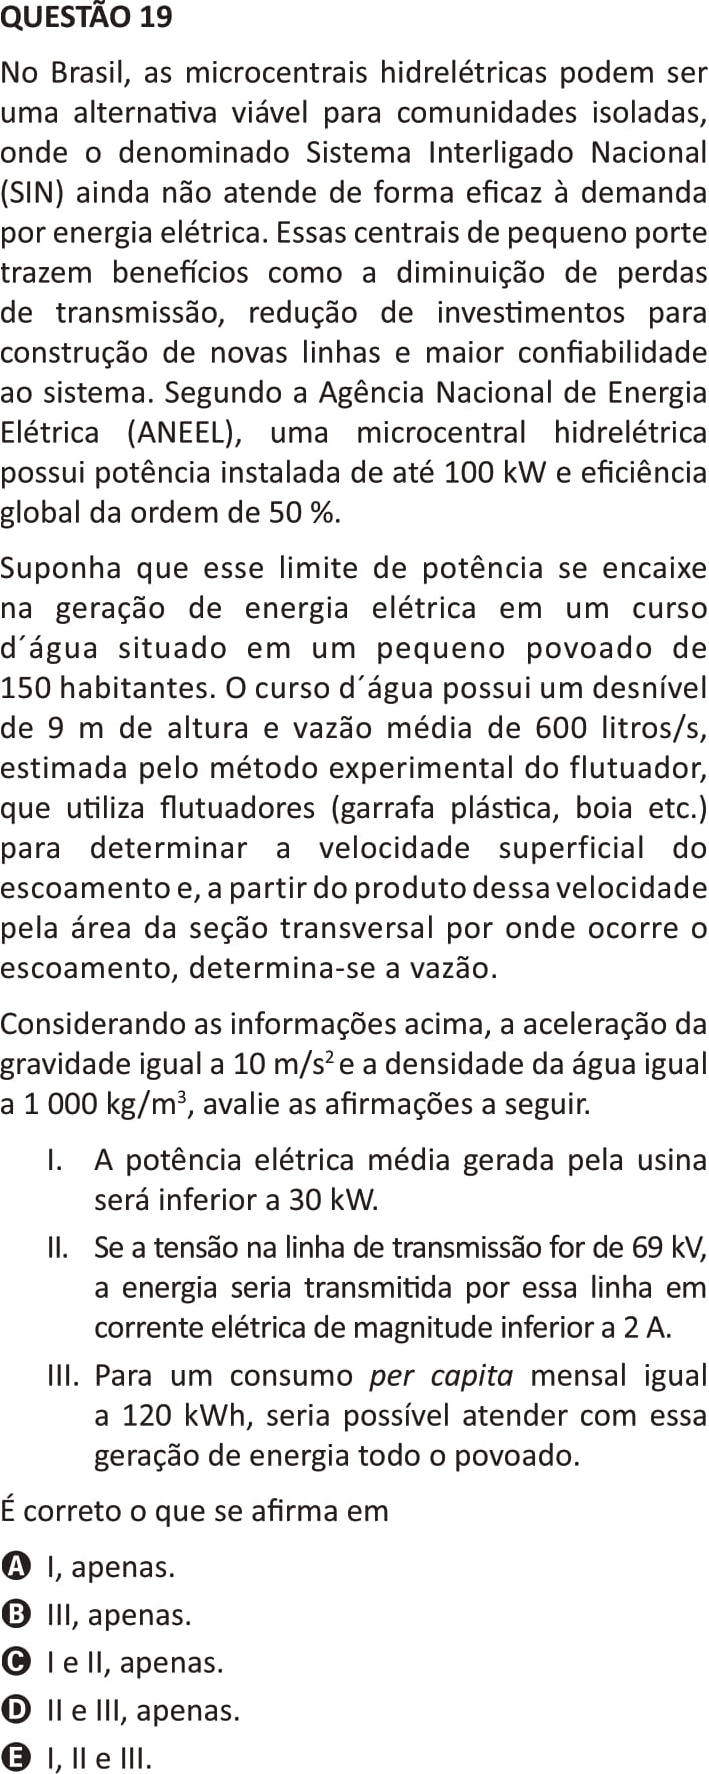 QUESTÃO 19
No Brasil, as microcentrais hidrelétricas podem ser
uma alternativa viável para comunidades isoladas,
onde o denominado Sistema Interligado Nacional
(SIN) ainda não atende de forma eficaz à demanda
por energia elétrica. Essas centrais de pequeno porte
trazem benefícios como a diminuição de perdas
de transmissão, redução de investimentos para
construção de novas linhas e maior confiabilidade
ao sistema. Segundo a Agência Nacional de Energia
Elétrica (ANEEL), uma microcentral hidrelétrica
possui potência instalada de até 100 kW e eficiência
global da ordem de 50 %.
Suponha que esse limite de potência se encaixe
na geração de energia elétrica em um curso
d´água situado em um pequeno povoado de
150 habitantes. O curso d´água possui um desnível
de 9 m de altura e vazão média de 600 litros/s,
estimada pelo método experimental do flutuador,
que utiliza flutuadores (garrafa plástica, boia etc.)
para determinar a velocidade superficial do
escoamento e, a partir do produto dessa velocidade
pela área da seção transversal por onde ocorre o
escoamento, determina-se a vazão.
Considerando as informações acima, a aceleração da
gravidade igual a 10 m/s² e a densidade da água igual
a 1 000 kg/m³, avalie as afirmações a seguir.
I. A potência elétrica média gerada pela usina
será inferior a 30 kW.
II. Se a tensão na linha de transmissão for de 69 kV,
a energia seria transmitida por essa linha em
corrente elétrica de magnitude inferior a 2 A.
III. Para um consumo per capita mensal igual
a 120 kWh, seria possível atender com essa
geração de energia todo o povoado.
É correto o que se afirma em
A I, apenas.
B III, apenas.
C I e II, apenas.
D II e III, apenas.
E I, II e III.